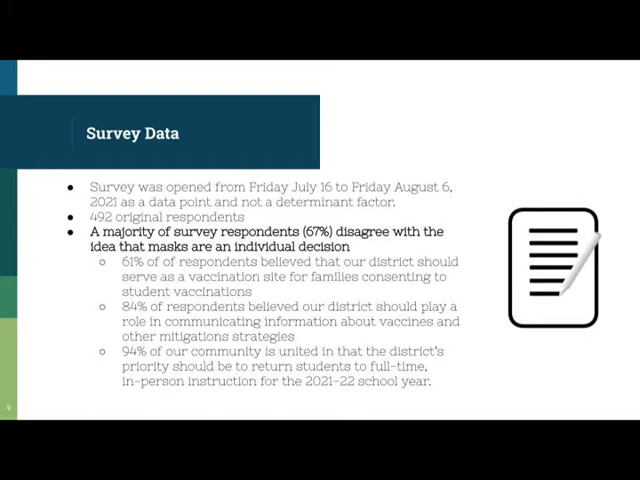 Survey Data
● Survey was opened from Friday July 16 to Friday August 6,
2021 as a data point and not a determinant factor.
● 492 original respondents
● A majority of survey respondents (67%) disagree with the
idea that masks are an individual decision
○ 61% of of respondents believed that our district should
serve as a vaccination site for families consenting to
student vaccinations
○ 84% of respondents believed our district should play a
role in communicating information about vaccines and
other mitigations strategies
○ 94% of our community is united in that the district's
priority should be to return students to full-time,
in-person instruction for the 2021-22 school year.